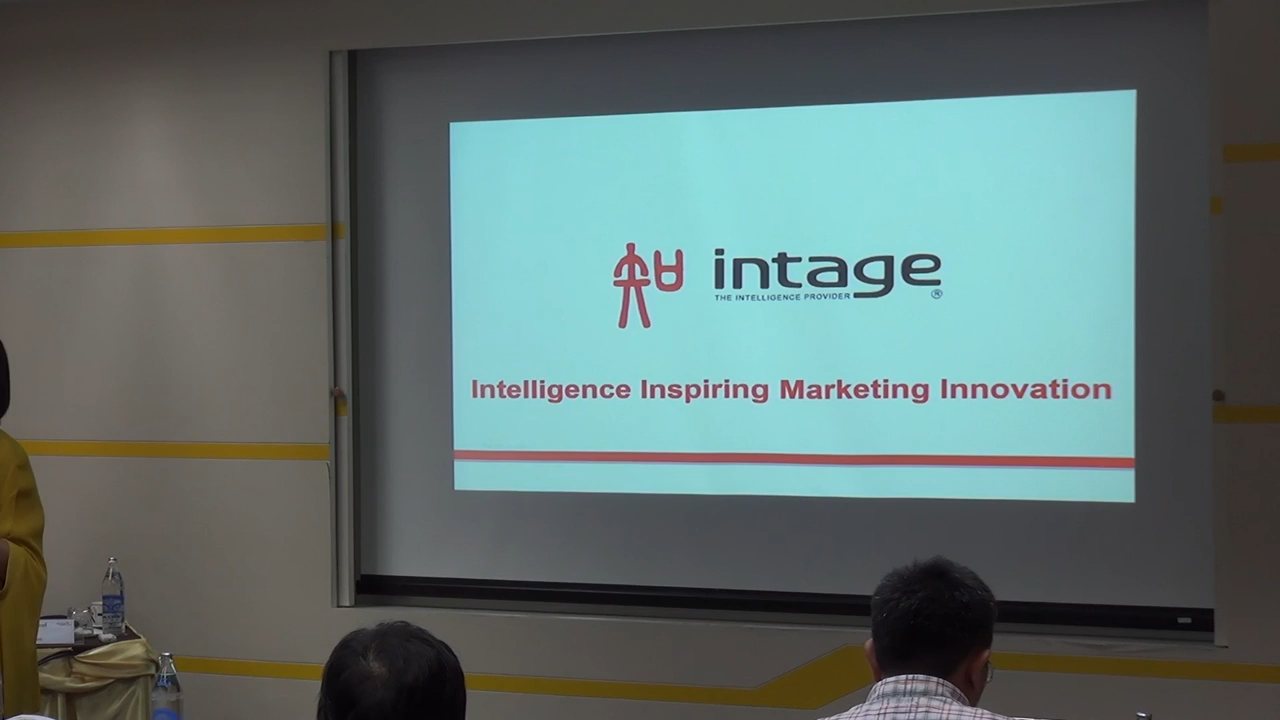 intage
THE INTELLIGENCE PROVIDER
®
Intelligence Inspiring Marketing Innovation